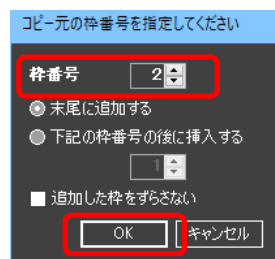 コピー元の枠番号を指定してください
枠番号 2
末尾に追加する
下記の枠番号の後に挿入する
1
追加した枠をずらさない
OK キャンセル